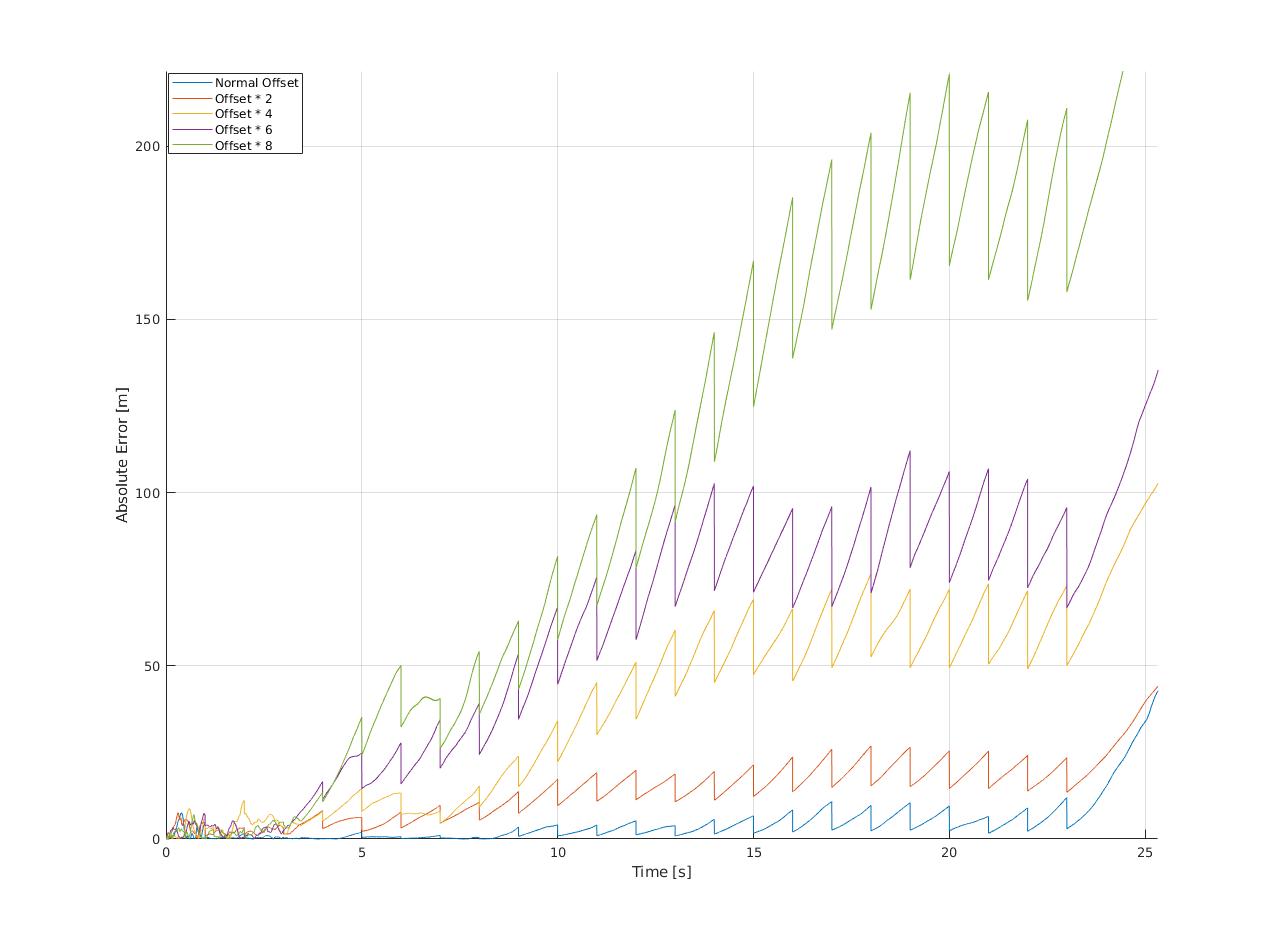 Normal Offset
Offset * 2
Offset * 4
Offset * 6
Offset * 8
200
150
100
50
0
Absolute Error [m]
0 5 10 15 20 25
Time [s]